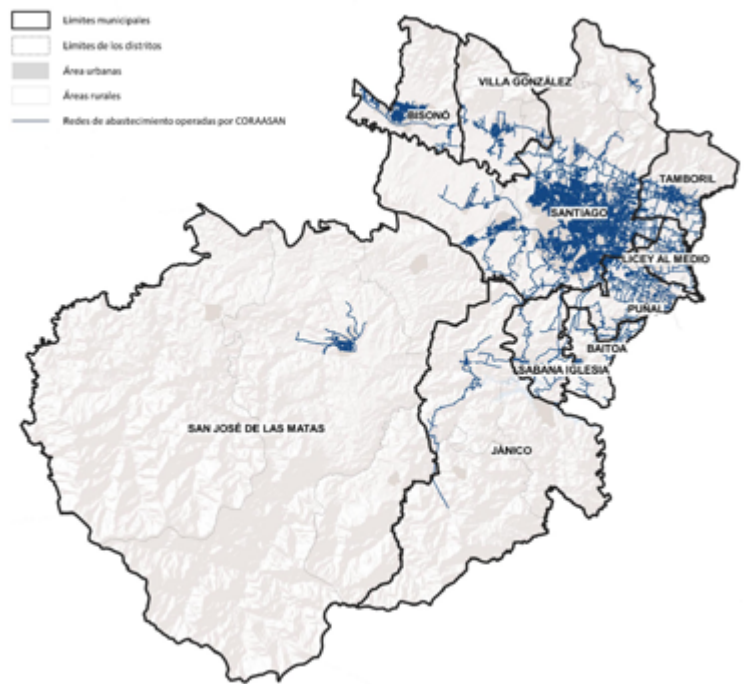 Límites municipales
Límites de los distritos
Área urbanas
Áreas rurales
Redes de abastecimiento operadas por CORAASAN
VILLA GONZÁLEZ
BISONÓ
TAMBORIL
SANTIAGO
LICEY AL MEDIO
PUÑAL
BAITOA
SABANA IGLESIA
SAN JOSÉ DE LAS MATAS
JÁNICO